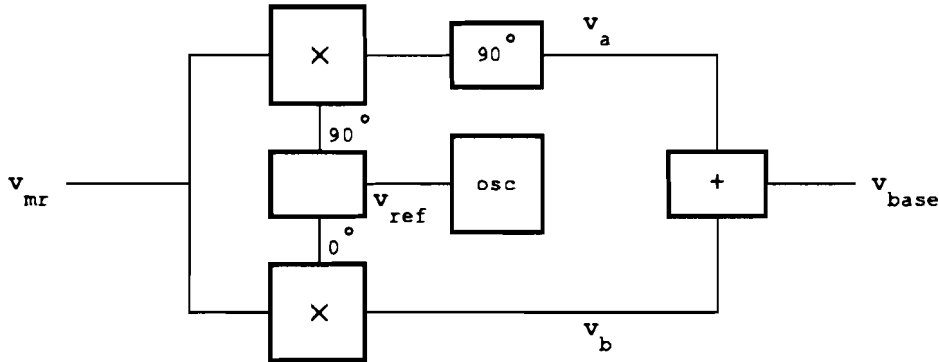 v_a
×
90°
90°
v_mr
v_ref
osc
+
v_base
0°
×
v_b